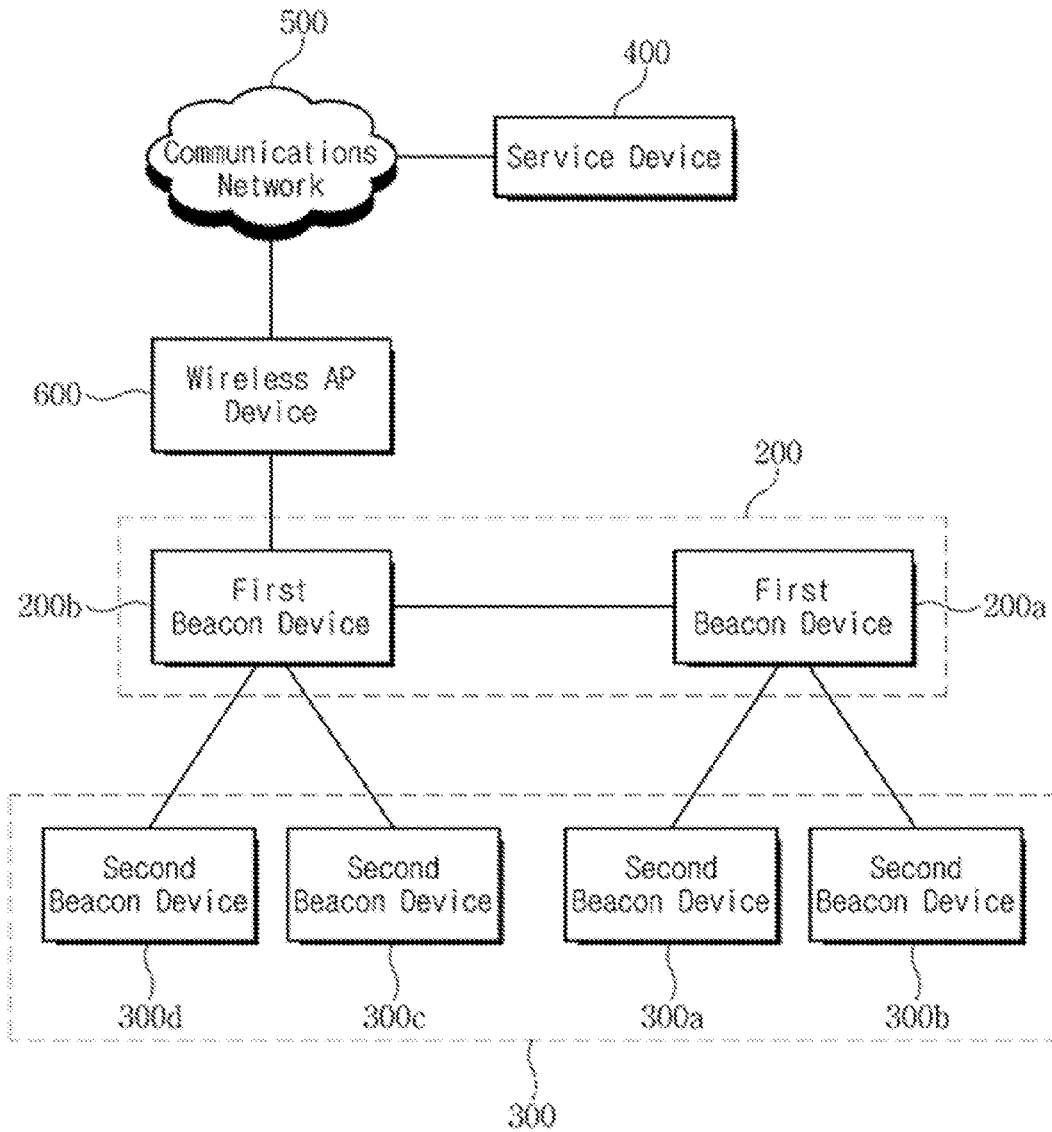 500
400
Communications
Network
Service Device
600
Wireless AP
Device
200
200b
First
Beacon Device
First
Beacon Device
200a
Second
Beacon Device
Second
Beacon Device
Second
Beacon Device
Second
Beacon Device
300d
300c
300a
300b
300